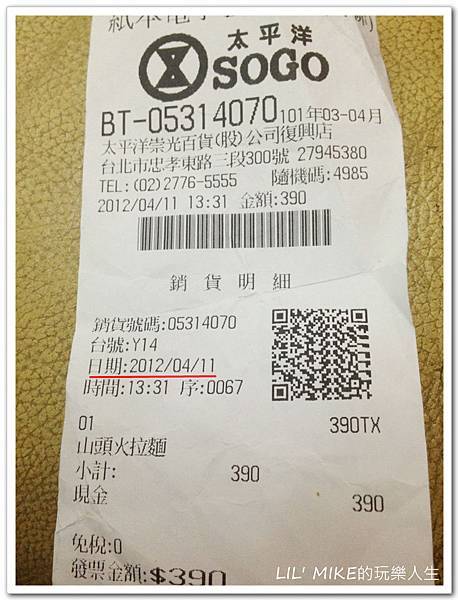 紙本電子
太平洋
SOGO
BT-05314070 101年03-04月
太平洋崇光百貨(股)公司復興店
台北市忠孝東路三段300號 27945380
TEL:(02)2776-5555 隨機碼:4985
2012/04/11 13:31 金額:390
銷貨明細
銷貨號碼:05314070
台號:Y14
日期:2012/04/11
時間:13:31 序:0067
01 390TX
山頭火拉麵
小計: 390
現金 390
免稅:0
發票金額:$390
LIL' MIKE的玩樂人生